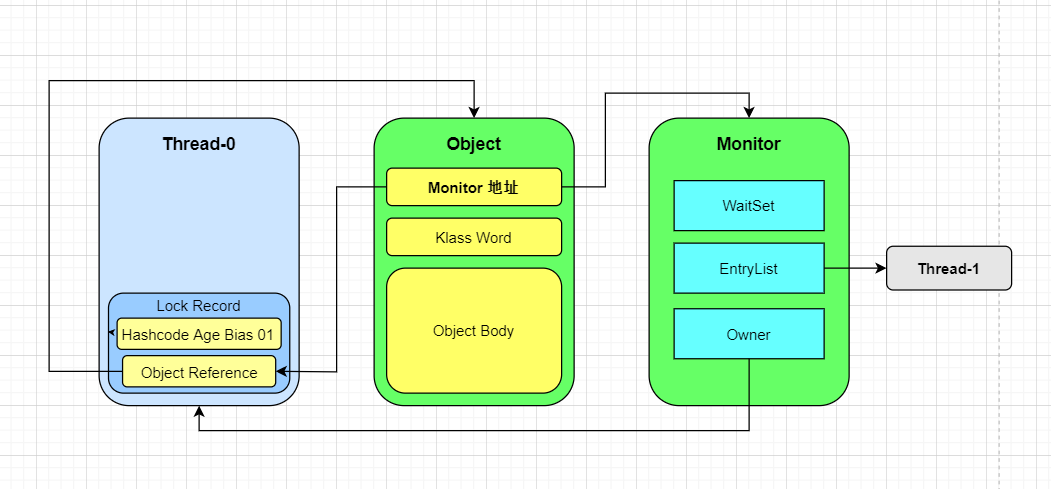 Thread-0
Lock Record
Hashcode Age Bias 01
Object Reference
Object
Monitor 地址
Klass Word
Object Body
Monitor
WaitSet
EntryList
Owner
Thread-1